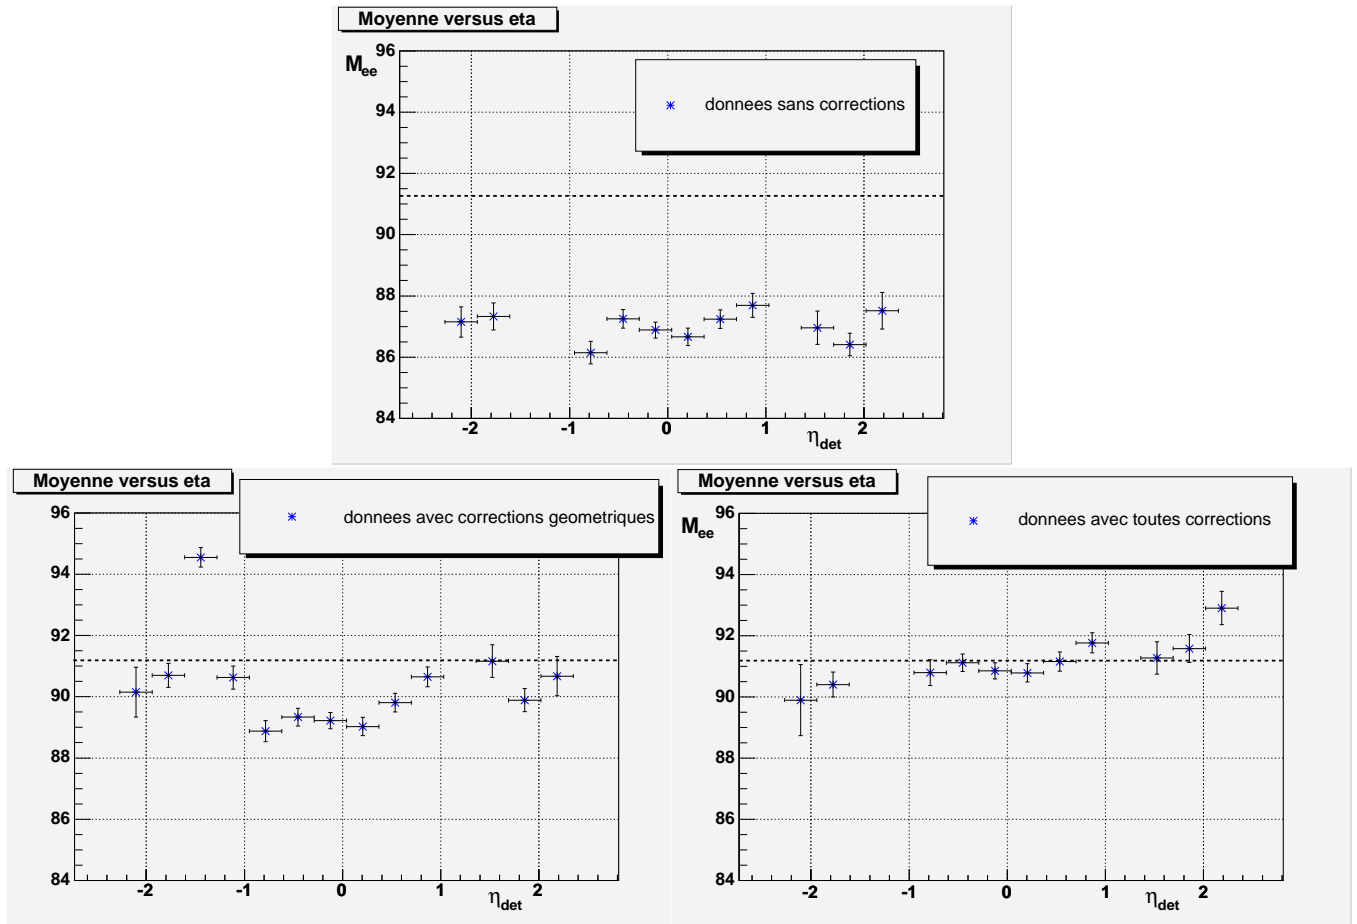 Moyenne versus eta
M_ee
donnees sans corrections
96
94
92
90
88
86
84
-2 -1 0 1 2
η_det
Moyenne versus eta
donnees avec corrections geometriques
96
94
92
90
88
86
84
-2 -1 0 1 2
η_det
Moyenne versus eta
M_ee
donnees avec toutes corrections
96
94
92
90
88
86
84
-2 -1 0 1 2
η_det